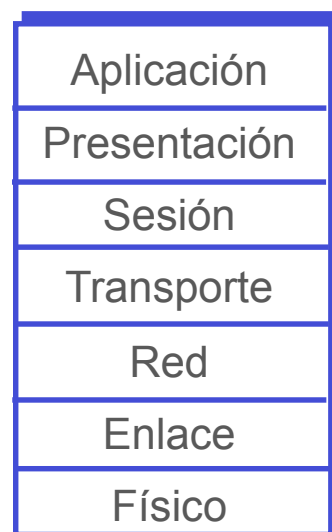 Aplicación
Presentación
Sesión
Transporte
Red
Enlace
Físico